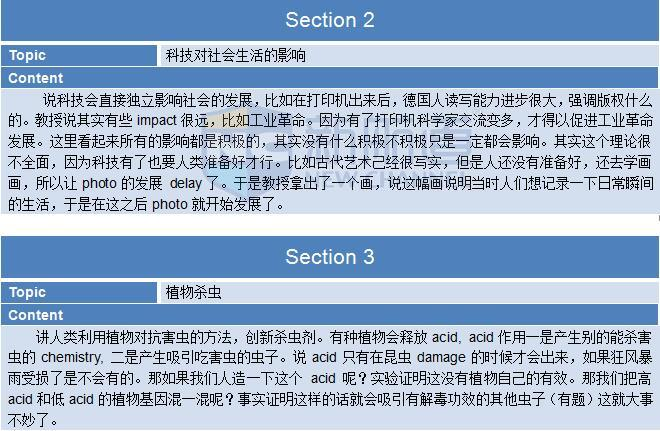 Section 2
Topic 科技对社会生活的影响
Content
说科技会直接独立影响社会的发展，比如在打印机出来后，德国人读写能力进步很大，强调版权什么
的。教授说其实有些 impact 很远，比如工业革命。因为有了打印机科学家交流变多，才得以促进工业革命
发展。这里看起来所有的影响都是积极的，其实没有什么积极不积极但是一定都会影响。其实这个理论很
不全面，因为科技有了也要人类准备好才行。比如古代艺术己经很写实，但是人还没有准备好，还去学画
画，所以让 photo 的发展 delay 了。于是教授拿出了一个画，说这幅画说明当时人们想记录一下日常瞬间
的生活，于是在这之后 photo 就开始发展了。
NEW CHANNEL
Section 3
Topic 植物杀虫
Content
讲人类利用植物对抗害虫的方法，创新杀虫剂。有种植物会释放 acid, acid 作用一是产生别的能杀害
虫的 chemistry, 二是产生吸引吃害虫的虫子。说 acid 只有在昆虫 damage 的时候才会出来，如果狂风暴
雨受损了是不会有的。那如果我们人造一下这个 acid 呢？实验证明这没有植物自己的有效。那我们把高
acid 和低 acid 的植物基因混一混呢？事实证明这样的话就会吸引有解毒功效的其他虫子（有题）这就大事
不妙了。